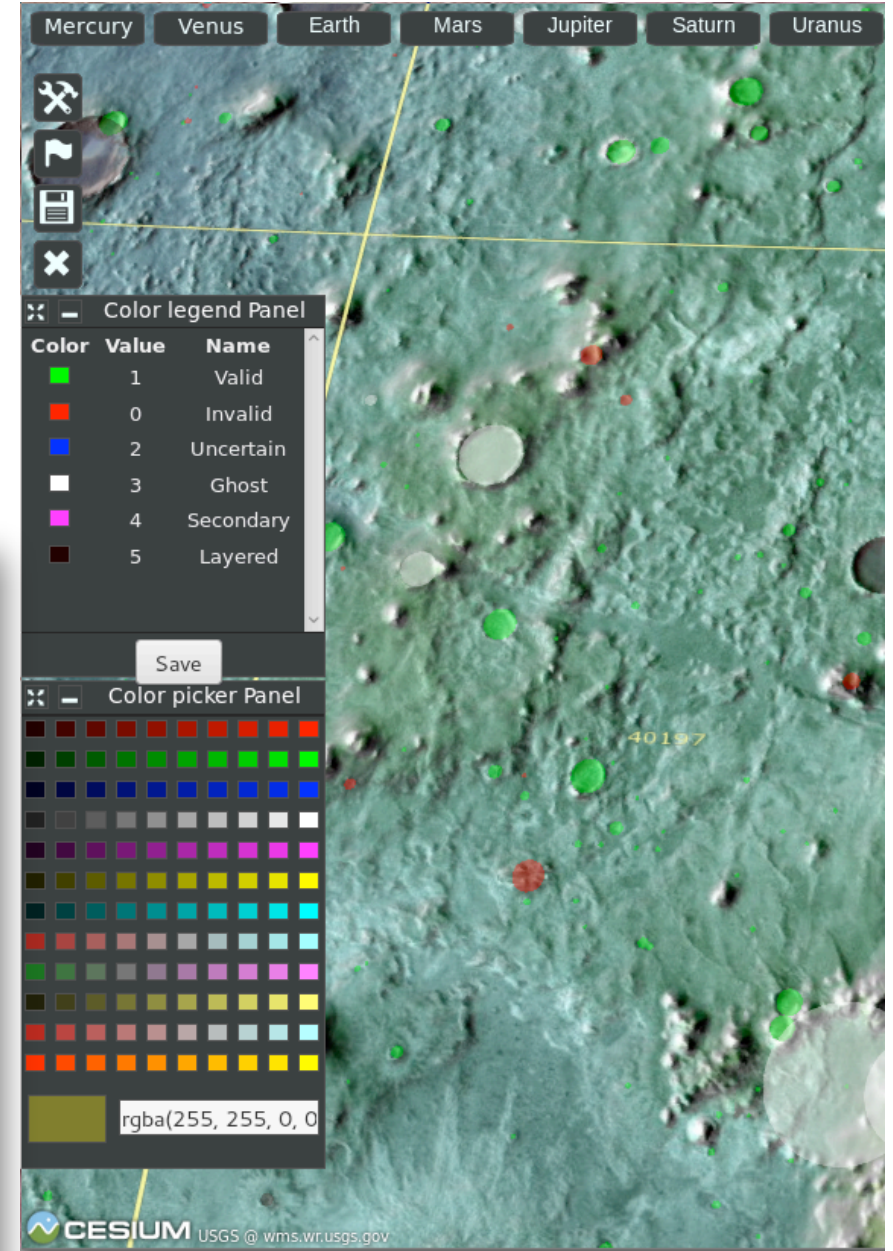 Mercury Venus Earth Mars Jupiter Saturn Uranus
Color legend Panel
Color Value Name
1 Valid
0 Invalid
2 Uncertain
3 Ghost
4 Secondary
5 Layered
Save
Color picker Panel
40197
rgba(255, 255, 0, 0
CESIUM USGS @ wms.wr.usgs.gov